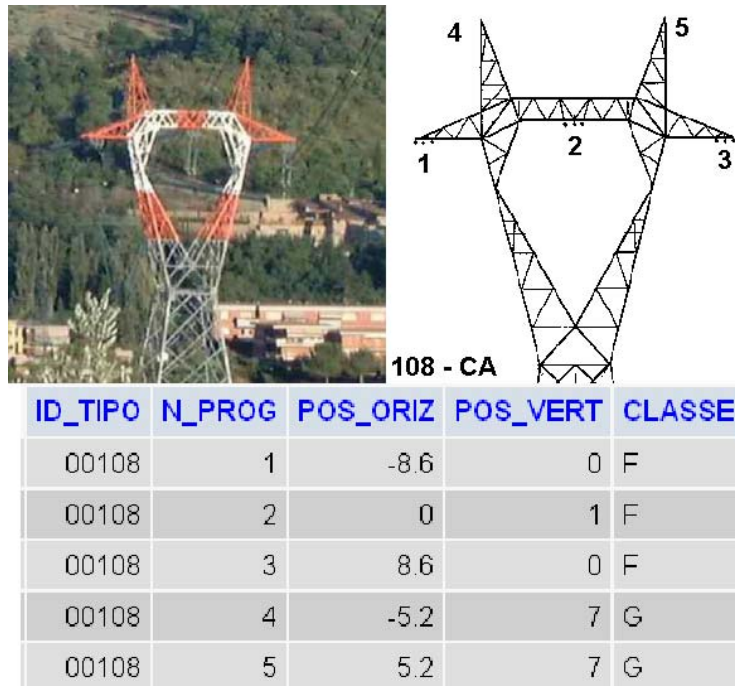 4
5
1
2
3
108 - CA
ID_TIPO N_PROG POS_ORIZ POS_VERT CLASSE
00108 1 -8.6 0 F
00108 2 0 1 F
00108 3 8.6 0 F
00108 4 -5.2 7 G
00108 5 5.2 7 G